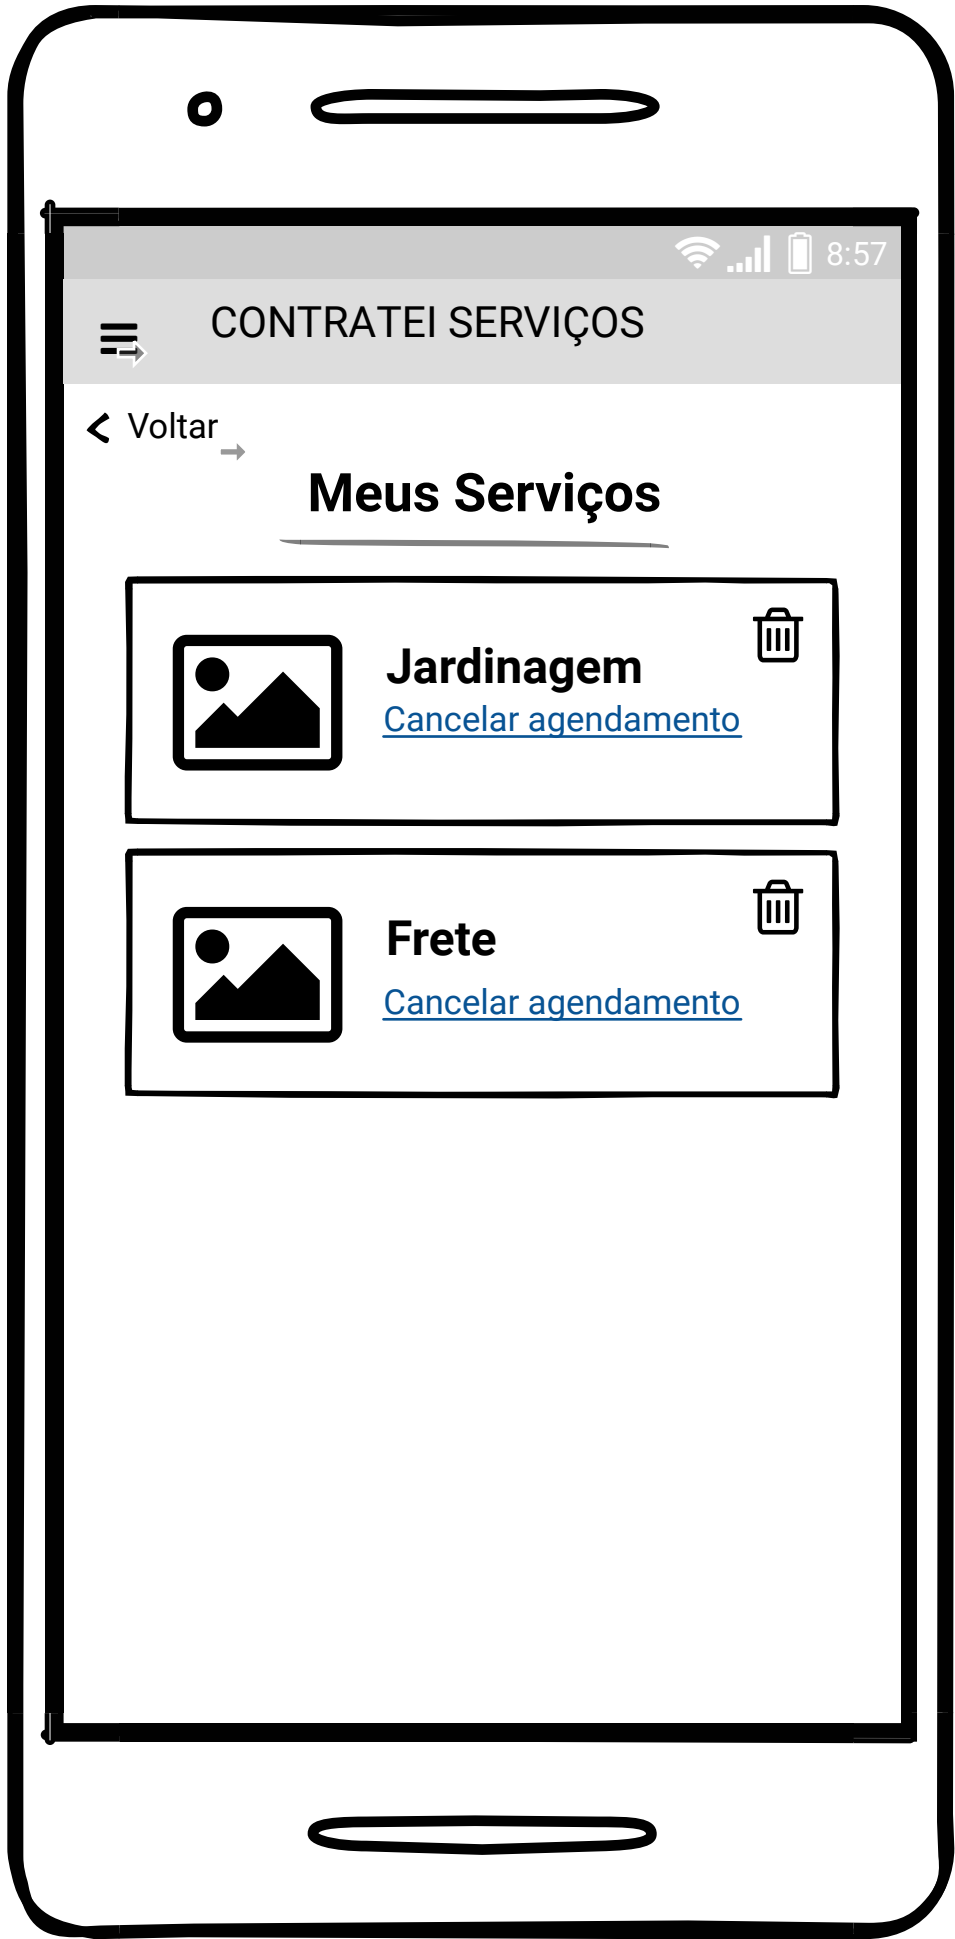 8:57
CONTRATEI SERVIÇOS
Voltar
Meus Serviços
Jardinagem
Cancelar agendamento
Frete
Cancelar agendamento